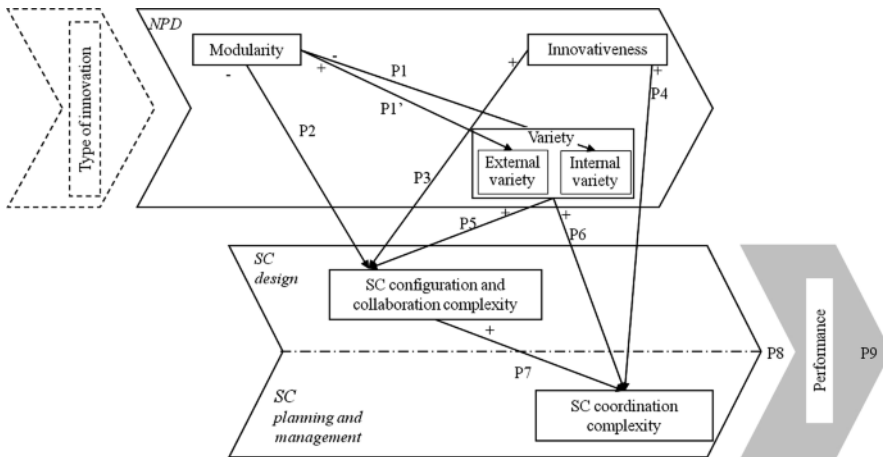 NPD
Type of innovation
Modularity
Innovativeness
-
+
-
+
+
P1
P1’
P4
P2
P3
Variety
External
variety
Internal
variety
+
+
P5
P6
SC
design
SC configuration and
collaboration complexity
+
P7
P8
Performance
P9
SC
planning and
management
SC coordination
complexity